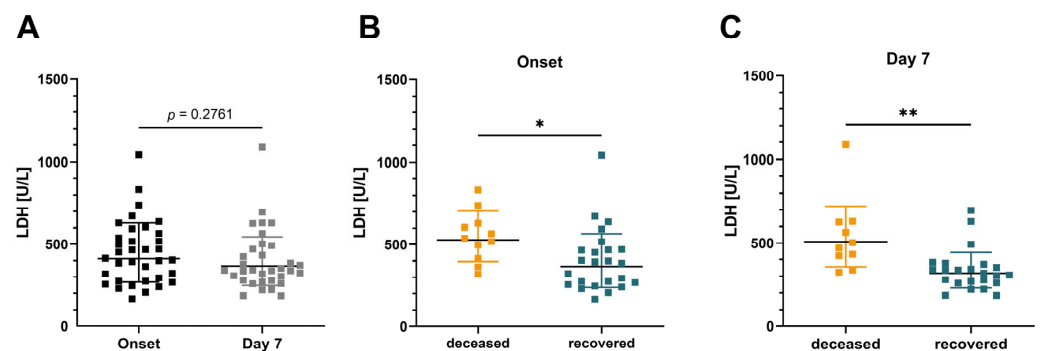 A
B
C
Onset
Day 7
LDH [U/L]
1500
1000
500
0
p = 0.2761
Onset
Day 7
LDH [U/L]
1500
1000
500
0
*
deceased
recovered
LDH [U/L]
1500
1000
500
0
**
deceased
recovered